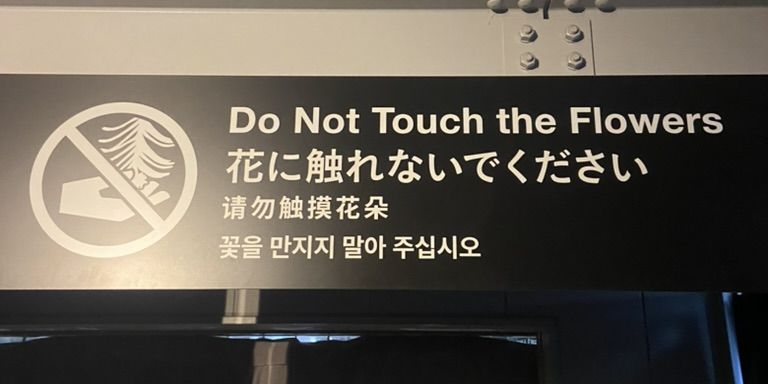 Do Not Touch the Flowers
花に触れないでください
请勿触摸花朵
꽃을 만지지 말아 주십시오